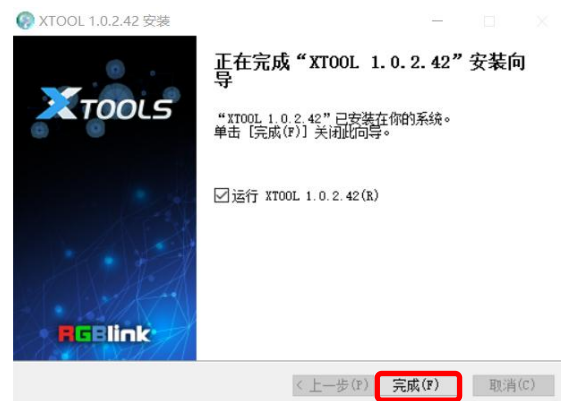 XTOOL 1.0.2.42 安装
正在完成“XTOOL 1.0.2.42”安装向
导
“XTOOL 1.0.2.42”已安装在你的系统。
单击 [完成(F)] 关闭此向导。
运行 XTOOL 1.0.2.42(R)
XTOOLS
RGBlink
< 上一步(P)
完成(F)
取消(C)